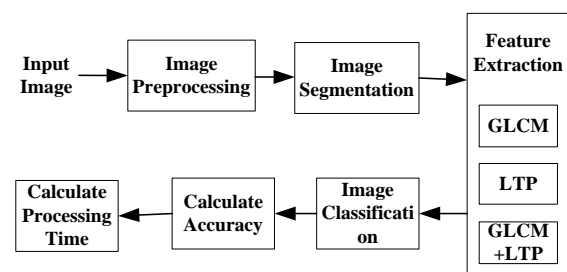 Input
Image
Image
Preprocessing
Image
Segmentation
Feature
Extraction
GLCM
LTP
GLCM
+LTP
Image
Classificati
on
Calculate
Accuracy
Calculate
Processing
Time